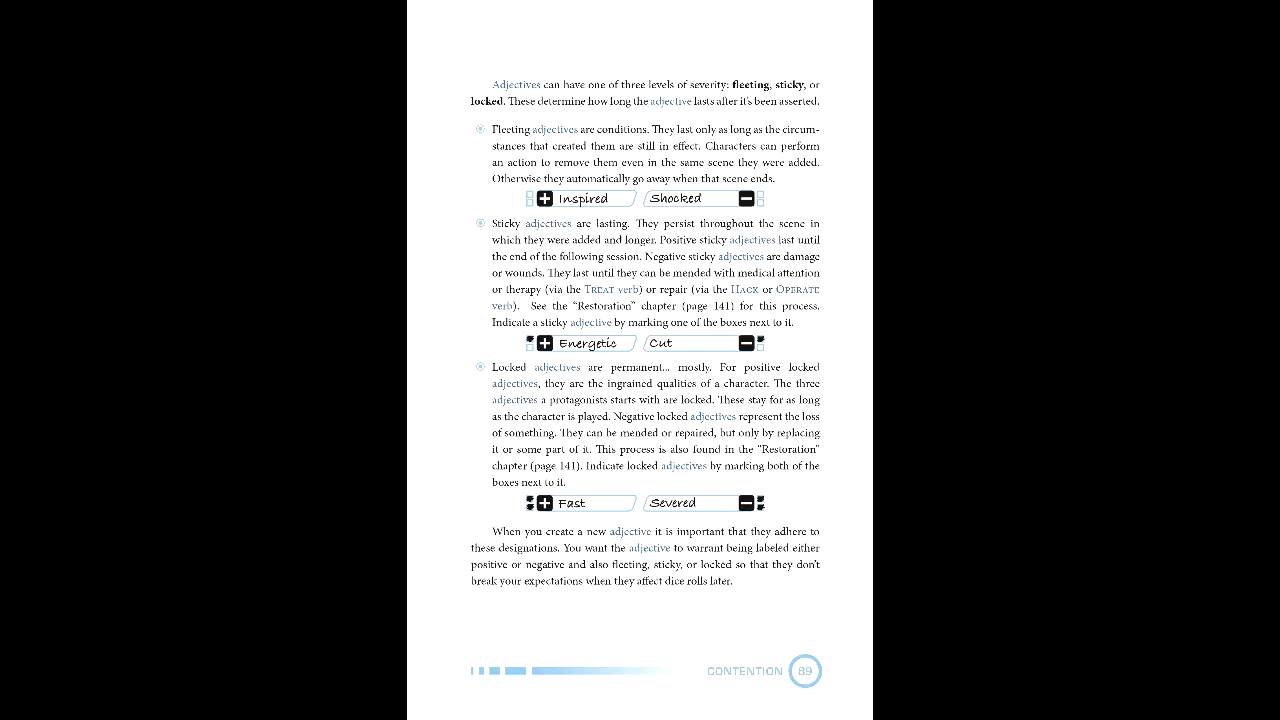 Adjectives can have one of three levels of severity: fleeting, sticky, or
locked. These determine how long the adjective lasts after it's been asserted.
Fleeting adjectives are conditions. They last only as long as the circum-
stances that created them are still in effect. Characters can perform
an action to remove them even in the same scene they were added.
Otherwise they automatically go away when that scene ends.
+ Inspired Shocked −
Sticky adjectives are lasting. They persist throughout the scene in
which they were added and longer. Positive sticky adjectives last until
the end of the following session. Negative sticky adjectives are damage
or wounds. They last until they can be mended with medical attention
or therapy (via the TREAT verb) or repair (via the HACK or OPERATE
verb). See the "Restoration" chapter (page 141) for this process.
Indicate a sticky adjective by marking one of the boxes next to it.
+ Energetic Cut −
Locked adjectives are permanent... mostly. For positive locked
adjectives, they are the ingrained qualities of a character. The three
adjectives a protagonists starts with are locked. These stay for as long
as the character is played. Negative locked adjectives represent the loss
of something. They can be mended or repaired, but only by replacing
it or some part of it. This process is also found in the "Restoration"
chapter (page 141). Indicate locked adjectives by marking both of the
boxes next to it.
+ Fast Severed −
When you create a new adjective it is important that they adhere to
these designations. You want the adjective to warrant being labeled either
positive or negative and also fleeting, sticky, or locked so that they don't
break your expectations when they affect dice rolls later.
CONTENTION 89